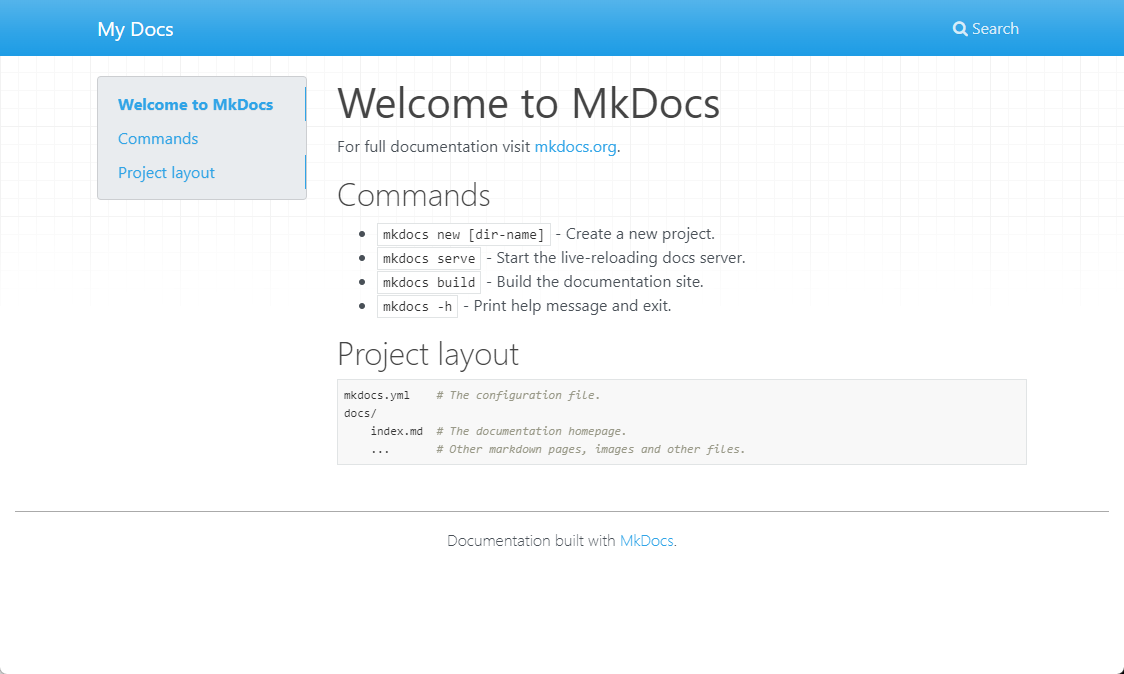 My Docs
Search
Welcome to MkDocs
Commands
Project layout
Welcome to MkDocs
For full documentation visit mkdocs.org.
Commands
mkdocs new [dir-name] - Create a new project.
mkdocs serve - Start the live-reloading docs server.
mkdocs build - Build the documentation site.
mkdocs -h - Print help message and exit.
Project layout
mkdocs.yml    # The configuration file.
docs/
    index.md  # The documentation homepage.
    ...       # Other markdown pages, images and other files.
Documentation built with MkDocs.